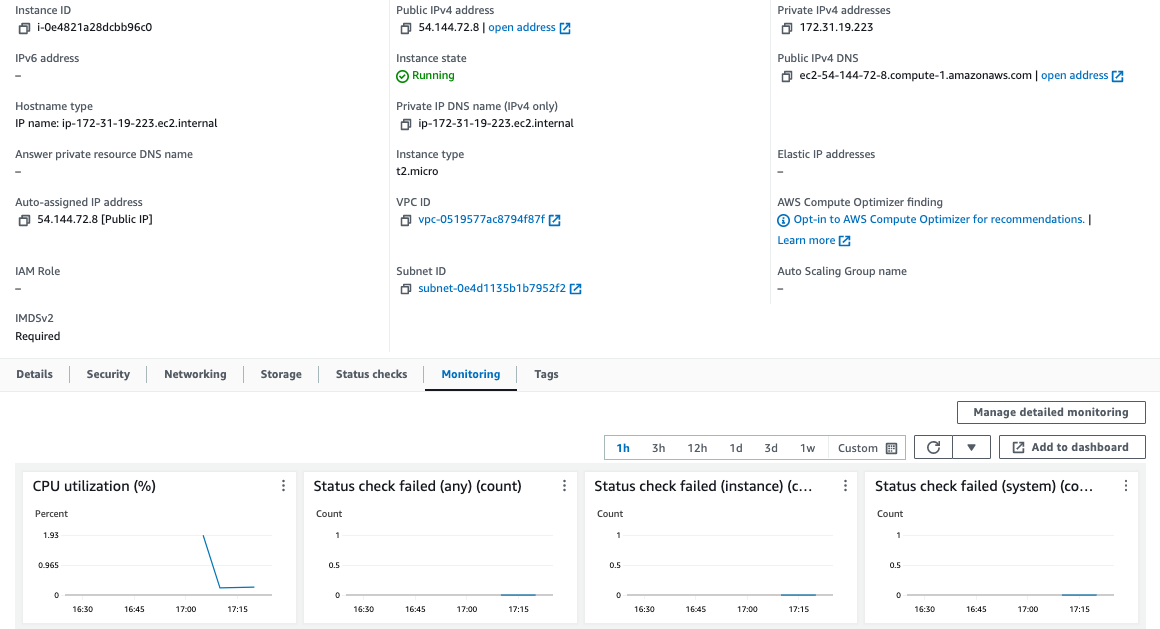 Instance ID
i-0e4821a28dcbb96c0
Public IPv4 address
54.144.72.8 | open address
Private IPv4 addresses
172.31.19.223
IPv6 address
–
Instance state
Running
Public IPv4 DNS
ec2-54-144-72-8.compute-1.amazonaws.com | open address
Hostname type
IP name: ip-172-31-19-223.ec2.internal
Private IP DNS name (IPv4 only)
ip-172-31-19-223.ec2.internal
Answer private resource DNS name
–
Instance type
t2.micro
Elastic IP addresses
–
Auto-assigned IP address
54.144.72.8 [Public IP]
VPC ID
vpc-0519577ac8794f87f
AWS Compute Optimizer finding
Opt-in to AWS Compute Optimizer for recommendations. |
Learn more
IAM Role
–
Subnet ID
subnet-0e4d1135b1b7952f2
Auto Scaling Group name
–
IMDSv2
Required
Details
Security
Networking
Storage
Status checks
Monitoring
Tags
Manage detailed monitoring
1h
3h
12h
1d
3d
1w
Custom
Add to dashboard
CPU utilization (%)
Percent
1.93
0.965
0
16:30
16:45
17:00
17:15
Status check failed (any) (count)
Count
1
0.5
0
16:30
16:45
17:00
17:15
Status check failed (instance) (c...
Count
1
0.5
0
16:30
16:45
17:00
17:15
Status check failed (system) (co...
Count
1
0.5
0
16:30
16:45
17:00
17:15